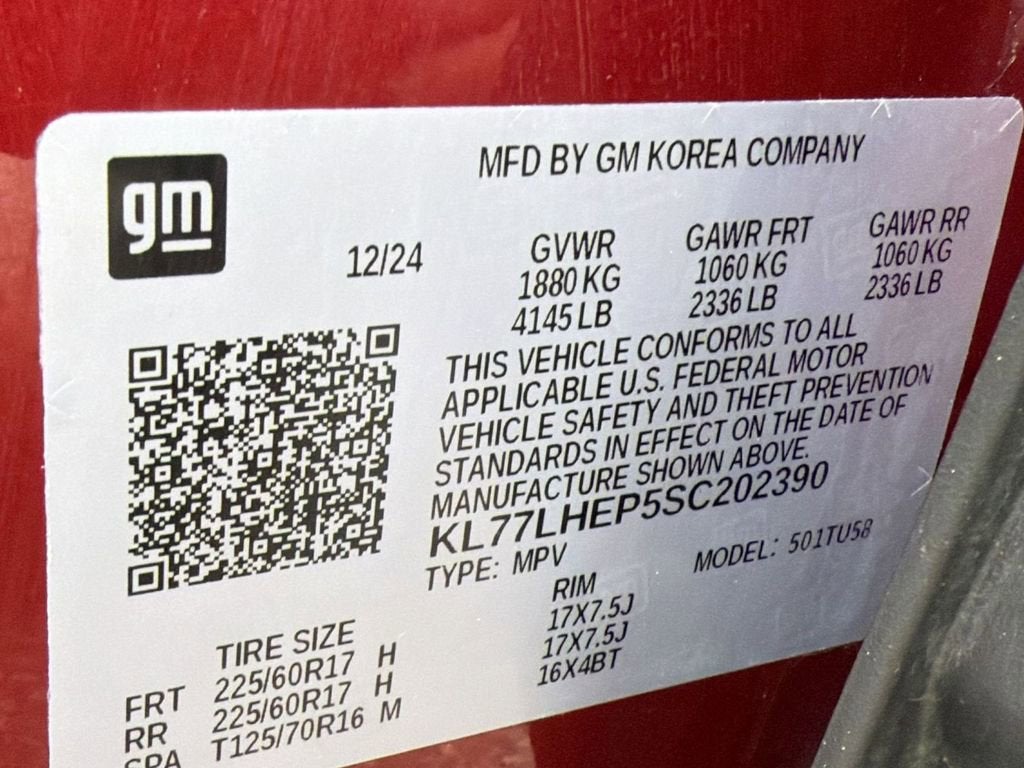 gm
MFD BY GM KOREA COMPANY
12/24
GVWR GAWR FRT GAWR RR
1880 KG 1060 KG 1060 KG
4145 LB 2336 LB 2336 LB
THIS VEHICLE CONFORMS TO ALL
APPLICABLE U.S. FEDERAL MOTOR
VEHICLE SAFETY AND THEFT PREVENTION
STANDARDS IN EFFECT ON THE DATE OF
MANUFACTURE SHOWN ABOVE.
KL77LHEP5SC202390
TYPE: MPV MODEL: 501TU58
TIRE SIZE RIM
FRT 225/60R17 H 17X7.5J
RR 225/60R17 H 17X7.5J
SPA T125/70R16 M 16X4BT